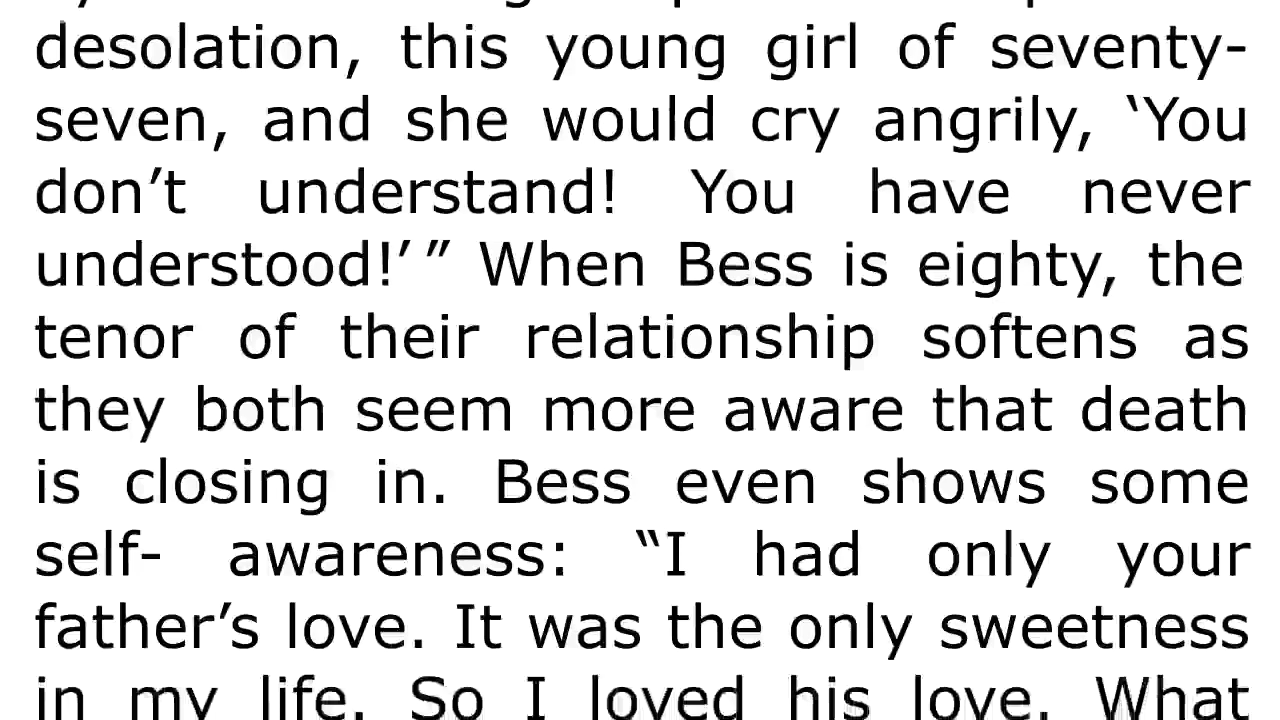 desolation, this young girl of seventy-
seven, and she would cry angrily, ‘You
don’t understand! You have never
understood!’ ” When Bess is eighty, the
tenor of their relationship softens as
they both seem more aware that death
is closing in. Bess even shows some
self- awareness: “I had only your
father’s love. It was the only sweetness
in my life. So I loved his love. What